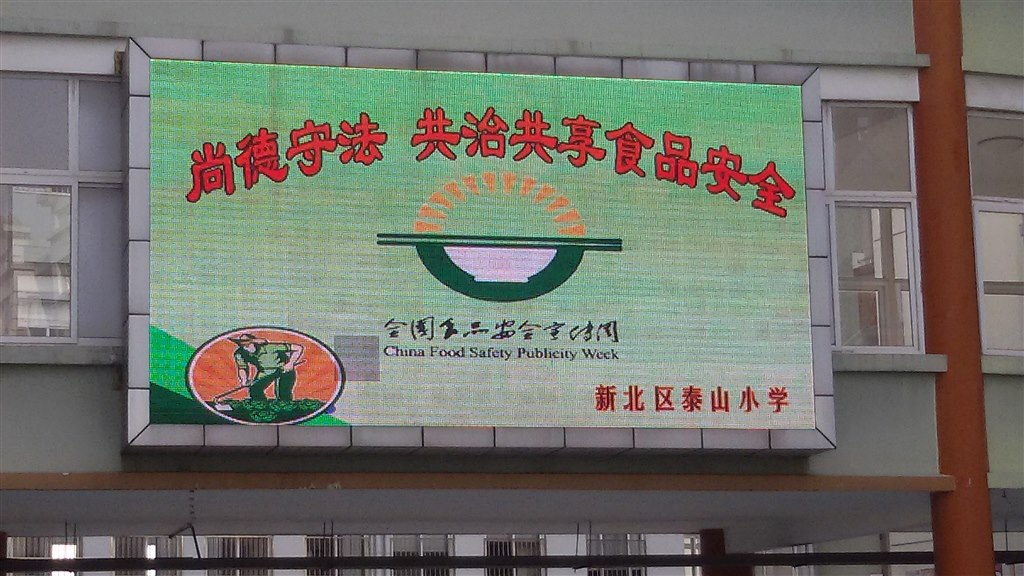 尚德守法 共治共享食品安全
全国食品安全宣传周
China Food Safety Publicity Week
新北区泰山小学